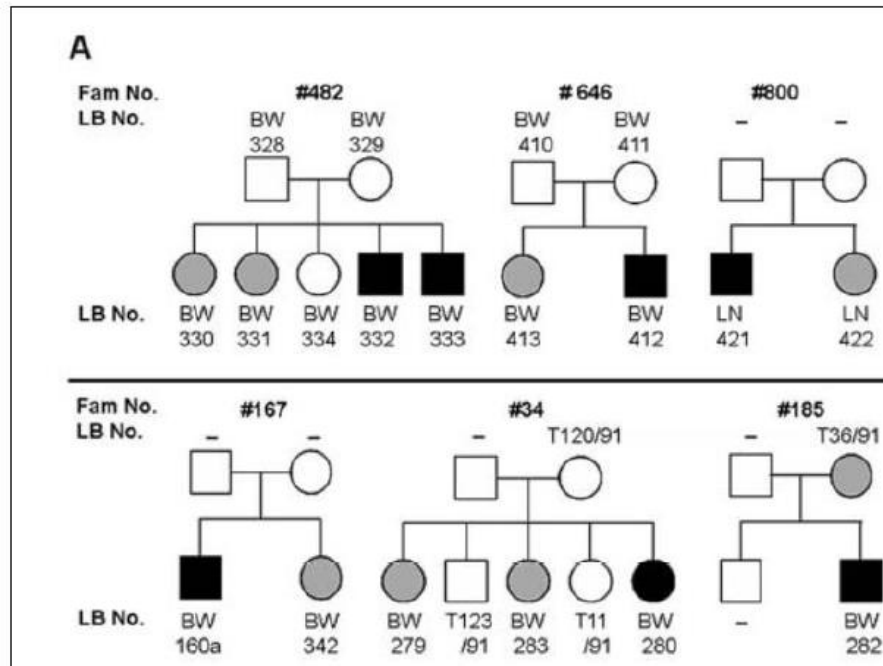 A
Fam No. #482 #646 #800
LB No. BW BW BW BW – –
328 329 410 411
LB No. BW BW BW BW BW BW BW LN LN
330 331 334 332 333 413 412 421 422
Fam No. #167 #34 #185
LB No. – – – T120/91 – T36/91
LB No. BW BW BW T123 BW T11 BW – BW
160a 342 279 /91 283 /91 280 282